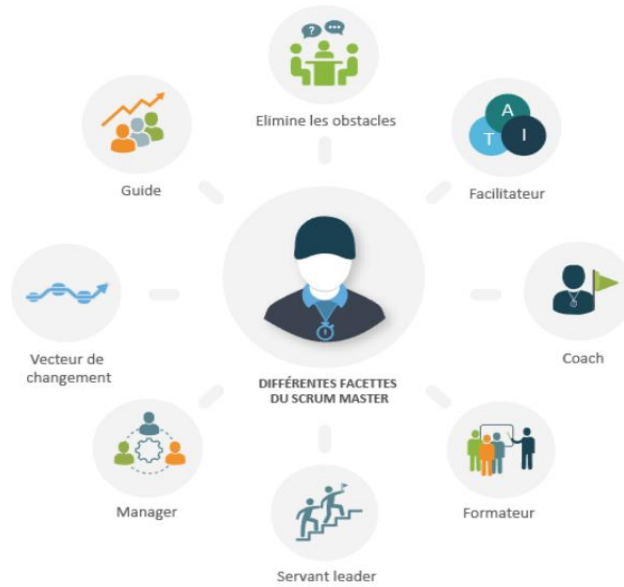 ? ...
Elimine les obstacles
A
T
I
Guide
Facilitateur
Vecteur de
changement
Coach
DIFFÉRENTES FACETTES
DU SCRUM MASTER
Manager
Formateur
Servant leader